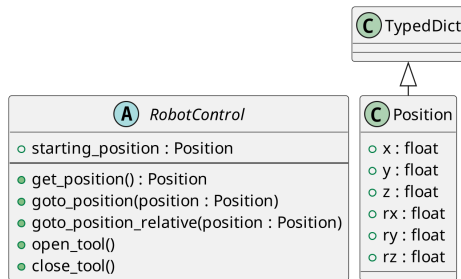 C TypedDict
A RobotControl
starting_position : Position
get_position() : Position
goto_position(position : Position)
goto_position_relative(position : Position)
open_tool()
close_tool()
C Position
x : float
y : float
z : float
rx : float
ry : float
rz : float